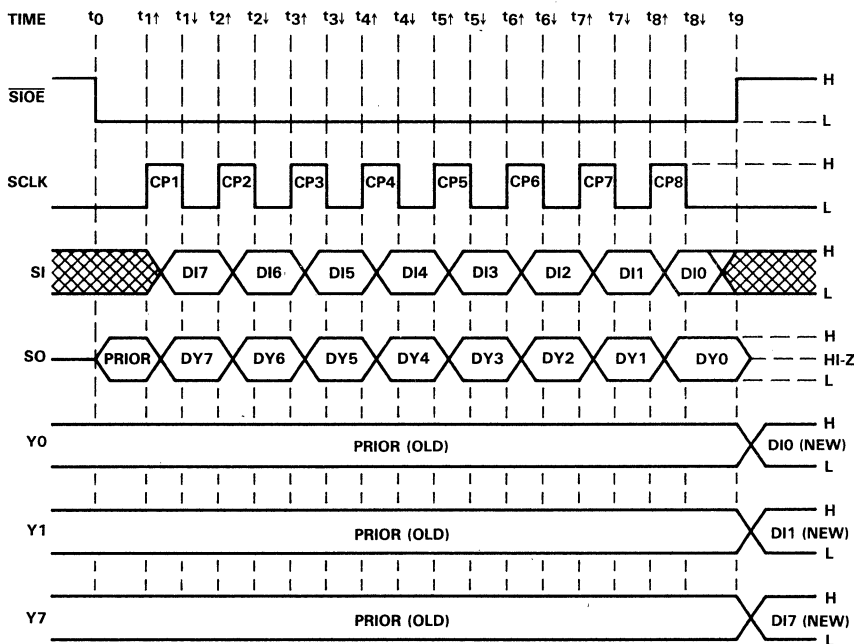 TIME t0 t1↑ t1↓ t2↑ t2↓ t3↑ t3↓ t4↑ t4↓ t5↑ t5↓ t6↑ t6↓ t7↑ t7↓ t8↑ t8↓ t9
H
SIOE
L
H
SCLK CP1 CP2 CP3 CP4 CP5 CP6 CP7 CP8
L
H
SI DI7 DI6 DI5 DI4 DI3 DI2 DI1 DI0
L
H
SO PRIOR DY7 DY6 DY5 DY4 DY3 DY2 DY1 DY0 HI-Z
L
H
Y0 PRIOR (OLD) DI0 (NEW)
L
H
Y1 PRIOR (OLD) DI1 (NEW)
L
H
Y7 PRIOR (OLD) DI7 (NEW)
L